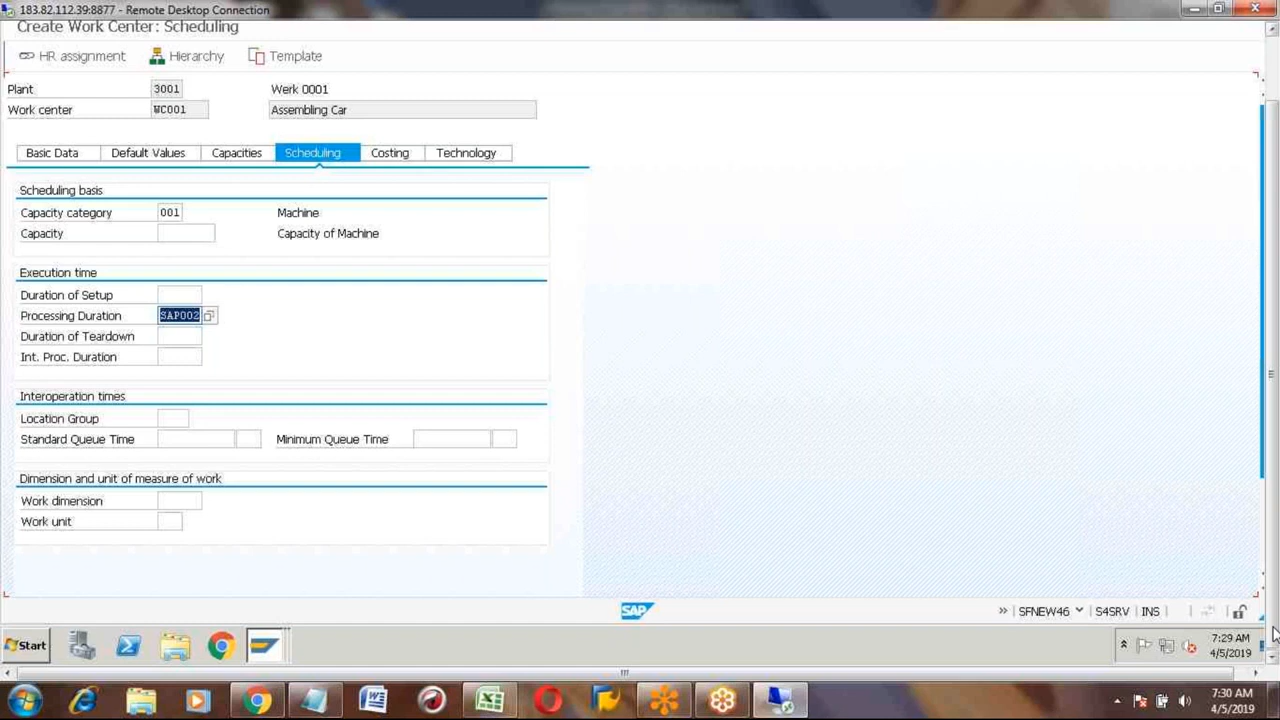 183.82.112.39:8877 - Remote Desktop Connection
Create Work Center: Scheduling
HR assignment Hierarchy Template
Plant 3001 Werk 0001
Work center WC001 Assembling Car
Basic Data Default Values Capacities Scheduling Costing Technology
Scheduling basis
Capacity category 001 Machine
Capacity Capacity of Machine
Execution time
Duration of Setup
Processing Duration SAP002
Duration of Teardown
Int. Proc. Duration
Interoperation times
Location Group
Standard Queue Time Minimum Queue Time
Dimension and unit of measure of work
Work dimension
Work unit
SAP » SFNEW46 S4SRV INS
Start 7:29 AM
4/5/2019
7:30 AM
4/5/2019